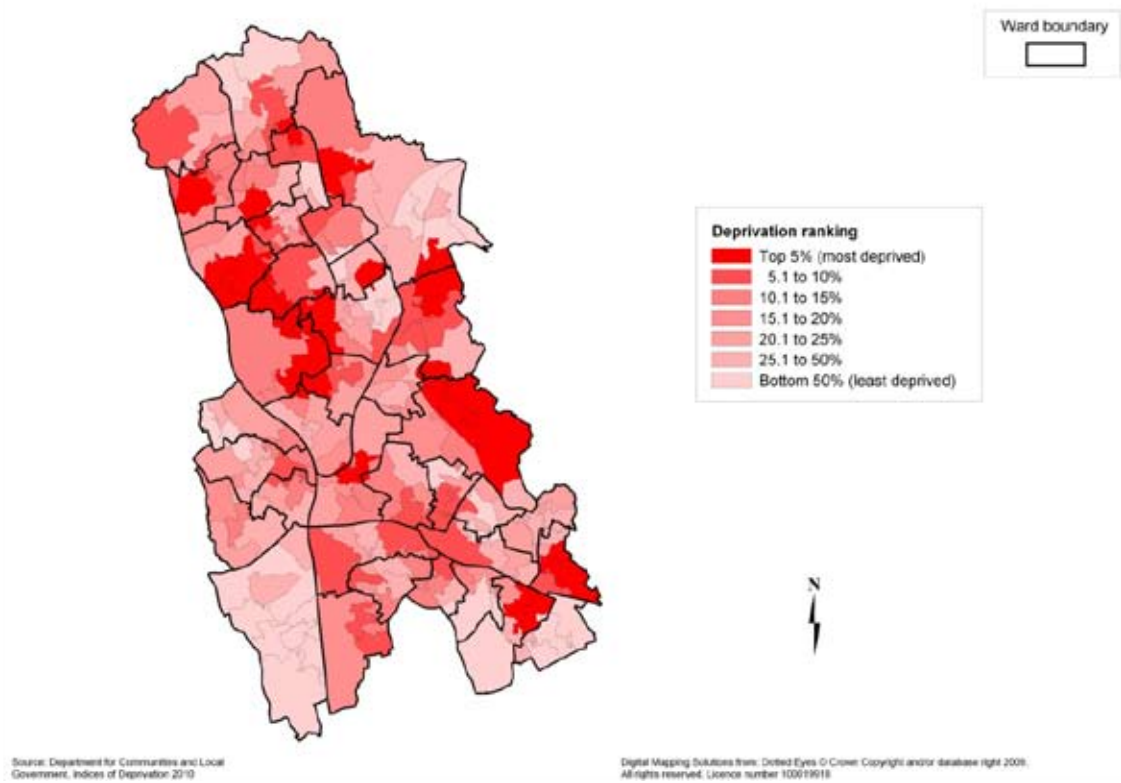 Ward boundary
Deprivation ranking
Top 5% (most deprived)
5.1 to 10%
10.1 to 15%
15.1 to 20%
20.1 to 25%
25.1 to 50%
Bottom 50% (least deprived)
N
Source: Department for Communities and Local
Government, Indices of Deprivation 2010
Digital Mapping Solutions from: Dotted Eyes © Crown Copyright and/or database right 2009.
All rights reserved. Licence number 100019918